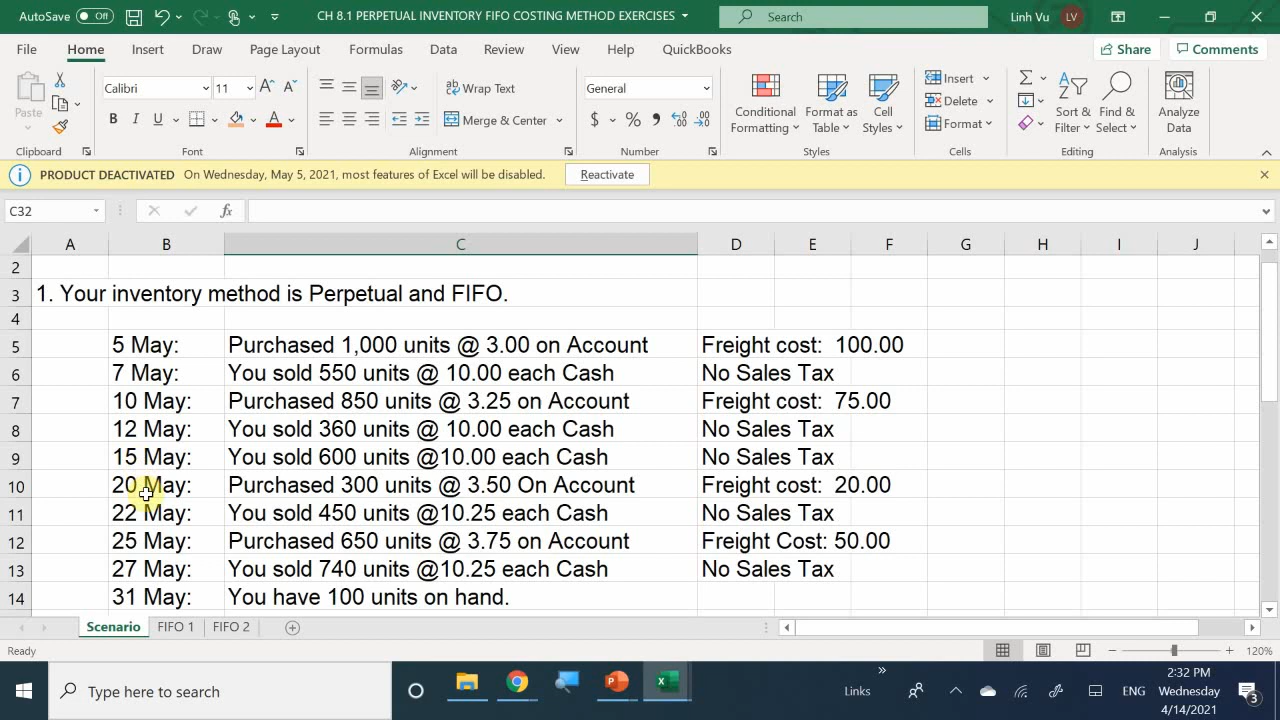 AutoSave Off CH 8.1 PERPETUAL INVENTORY FIFO COSTING METHOD EXERCISES Search Linh Vu LV
File Home Insert Draw Page Layout Formulas Data Review View Help QuickBooks Share Comments
Paste Calibri 11 A A Wrap Text General Conditional Formatting Format as Table Cell Styles Insert Sort & Filter Find & Select Analyze Data
B I U A Merge & Center $ % Delete
Format
Clipboard Font Alignment Number Styles Cells Editing Analysis
PRODUCT DEACTIVATED On Wednesday, May 5, 2021, most features of Excel will be disabled. Reactivate
C32 fx
A B C D E F G H I J
2
3 1. Your inventory method is Perpetual and FIFO.
4
5 5 May: Purchased 1,000 units @ 3.00 on Account Freight cost: 100.00
6 7 May: You sold 550 units @ 10.00 each Cash No Sales Tax
7 10 May: Purchased 850 units @ 3.25 on Account Freight cost: 75.00
8 12 May: You sold 360 units @ 10.00 each Cash No Sales Tax
9 15 May: You sold 600 units @10.00 each Cash No Sales Tax
10 20 May: Purchased 300 units @ 3.50 On Account Freight cost: 20.00
11 22 May: You sold 450 units @10.25 each Cash No Sales Tax
12 25 May: Purchased 650 units @ 3.75 on Account Freight Cost: 50.00
13 27 May: You sold 740 units @10.25 each Cash No Sales Tax
14 31 May: You have 100 units on hand.
Scenario FIFO 1 FIFO 2
Ready 120%
Type here to search Links ENG 2:32 PM
Wednesday 3
4/14/2021